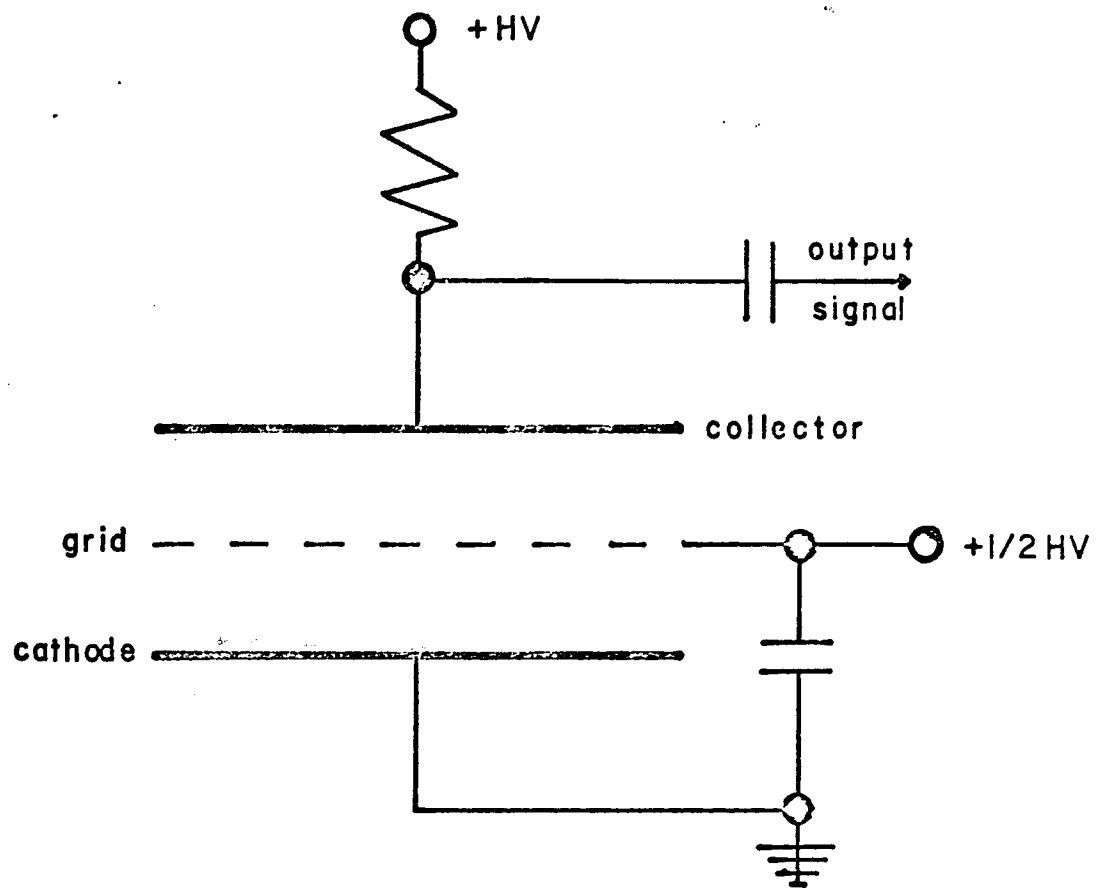 +HV
output
signal
collector
grid
+1/2 HV
cathode